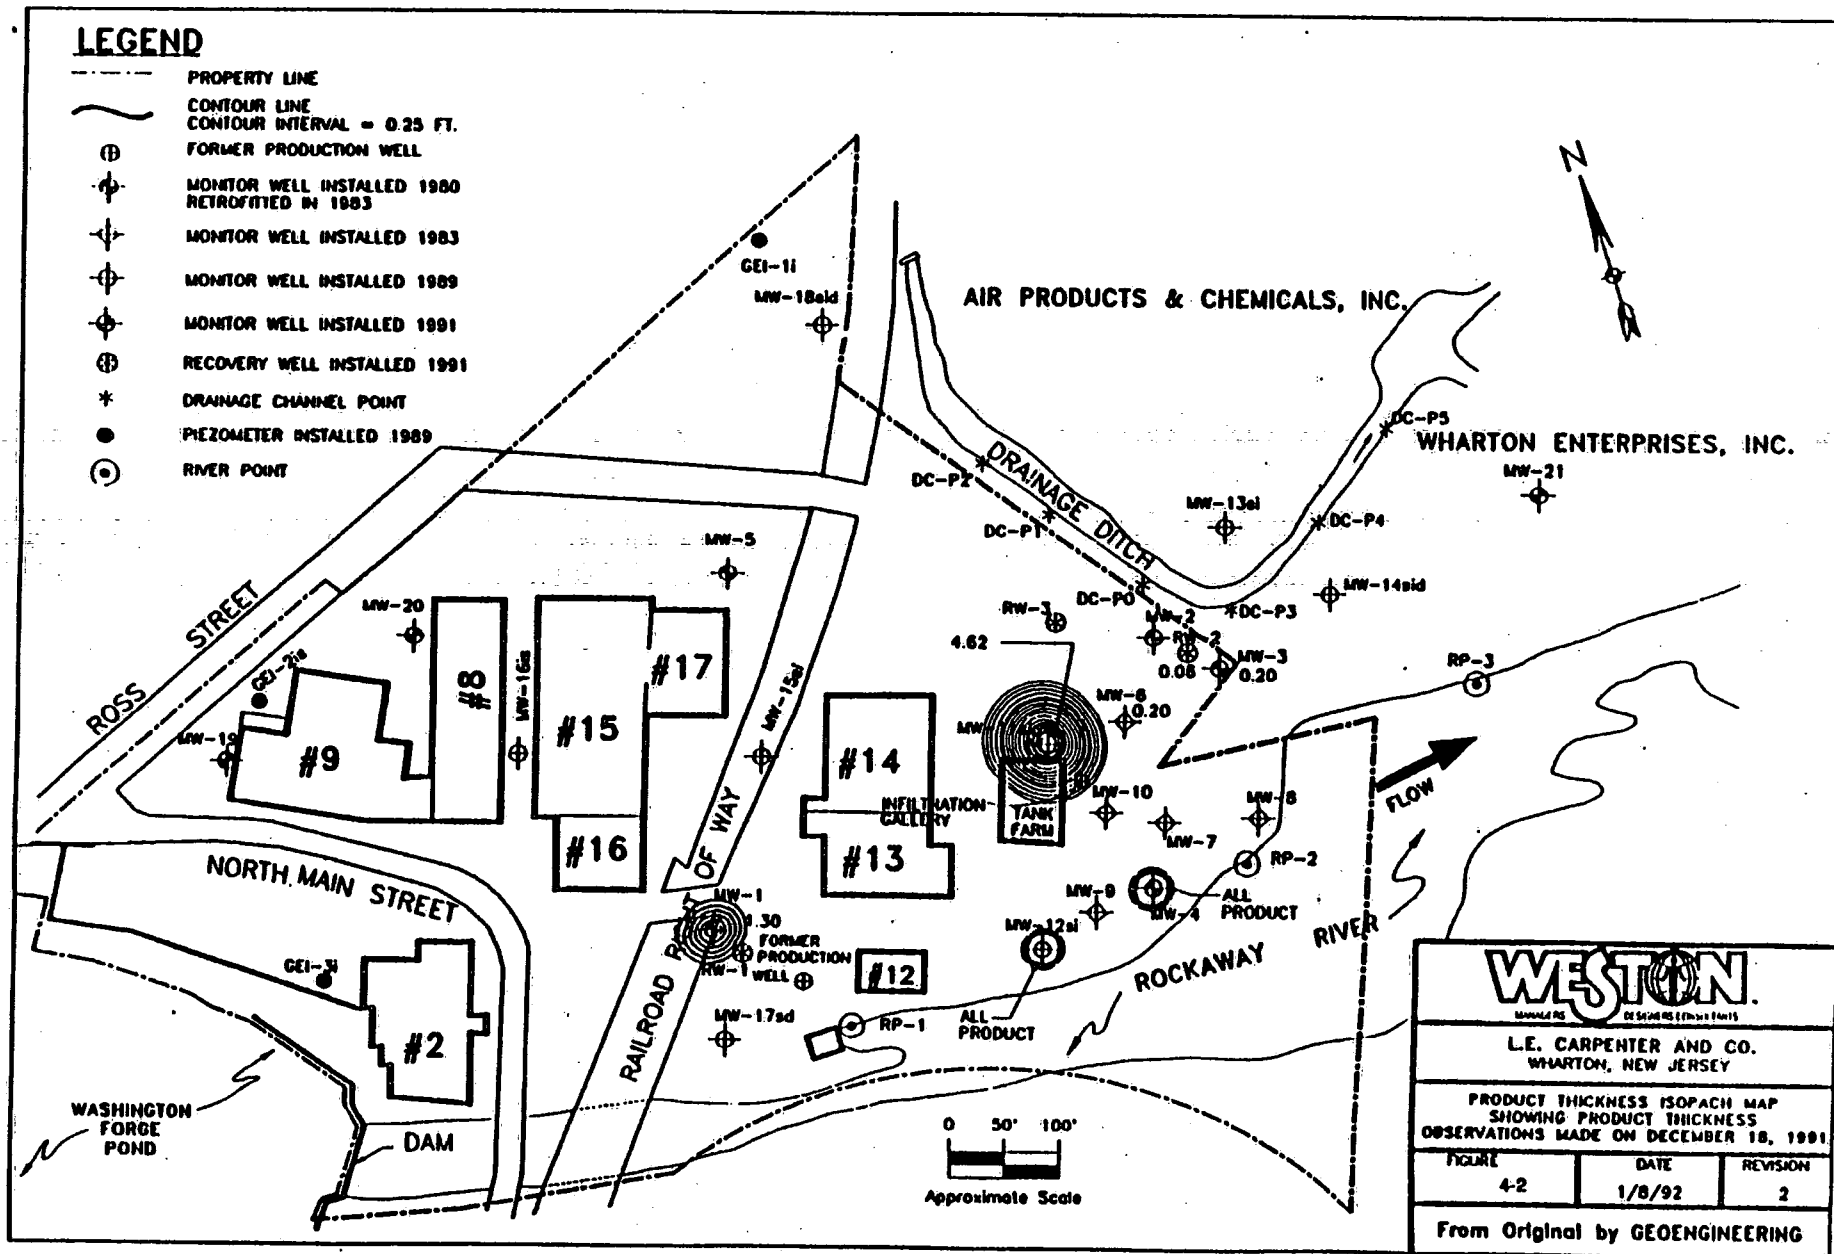 LEGEND
PROPERTY LINE
CONTOUR LINE
CONTOUR INTERVAL = 0.25 FT.
FORMER PRODUCTION WELL
MONITOR WELL INSTALLED 1980
RETROFITTED IN 1983
MONITOR WELL INSTALLED 1983
MONITOR WELL INSTALLED 1989
MONITOR WELL INSTALLED 1991
RECOVERY WELL INSTALLED 1991
DRAINAGE CHANNEL POINT
PIEZOMETER INSTALLED 1989
RIVER POINT
N
GEI-1i
MW-18sid
AIR PRODUCTS & CHEMICALS, INC.
DC-P5
WHARTON ENTERPRISES, INC.
MW-21
DC-P2
DRAINAGE DITCH
MW-13si
DC-P4
DC-P1
MW-5
MW-14sid
DC-P0
DC-P3
ROSS STREET
MW-20
RW-3
MW-2
RW-2
4.62
MW-3
0.06
0.20
RP-3
GEI-2is
#8
MW-16is
#17
MW-15si
MW-6
0.20
MW-19
#9
#15
#14
MW-
INFILTRATION
GALLERY
TANK
FARM
MW-10
MW-8
FLOW
MW-7
#16
#13
RP-2
NORTH MAIN STREET
RAILROAD RIGHT OF WAY
MW-1
1.30
FORMER
PRODUCTION
WELL
RW-1
MW-9
MW-4
ALL
PRODUCT
MW-12si
ROCKAWAY RIVER
GEI-3i
#12
#2
MW-17sd
RP-1
ALL
PRODUCT
WASHINGTON
FORGE
POND
DAM
0 50' 100'
Approximate Scale
WESTON
MANAGERS DESIGNERS/CONSULTANTS
L.E. CARPENTER AND CO.
WHARTON, NEW JERSEY
PRODUCT THICKNESS ISOPACH MAP
SHOWING PRODUCT THICKNESS
OBSERVATIONS MADE ON DECEMBER 18, 1991
FIGURE
4-2
DATE
1/8/92
REVISION
2
From Original by GEOENGINEERING